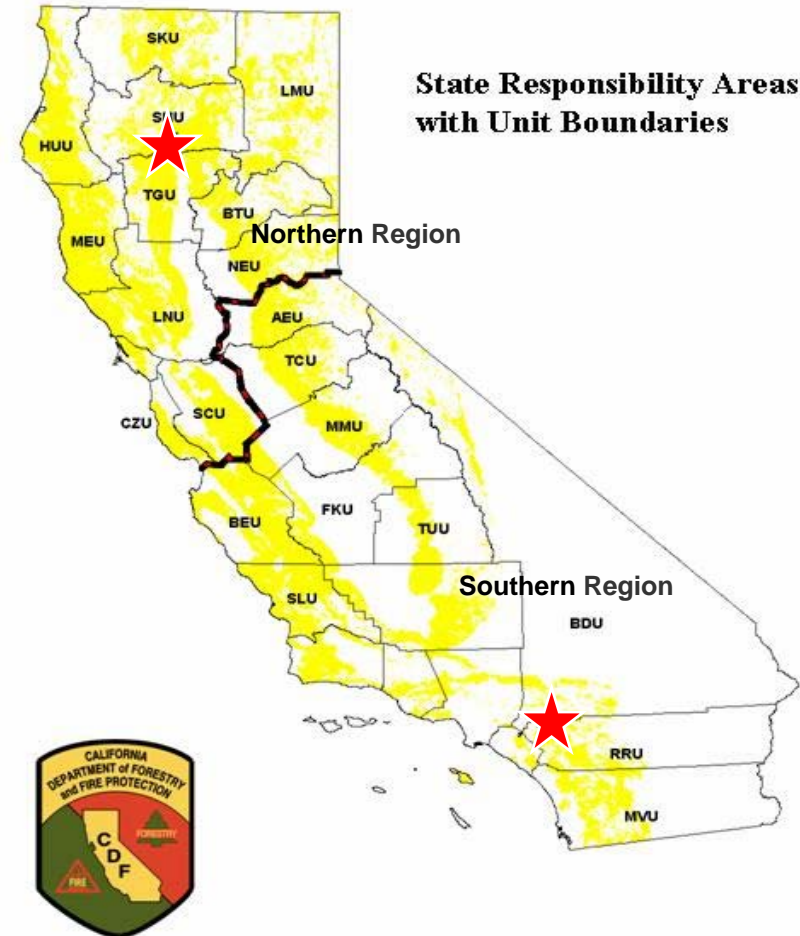 State Responsibility Areas
with Unit Boundaries
SKU
LMU
HUU
TGU
BTU
MEU
Northern Region
NEU
LNU
AEU
TCU
CZU
SCU
MMU
BEU
FKU
TUU
SLU
Southern Region
BDU
RRU
MVU
CALIFORNIA
DEPARTMENT of FORESTRY
and FIRE PROTECTION
FORESTRY
CDF
FIRE